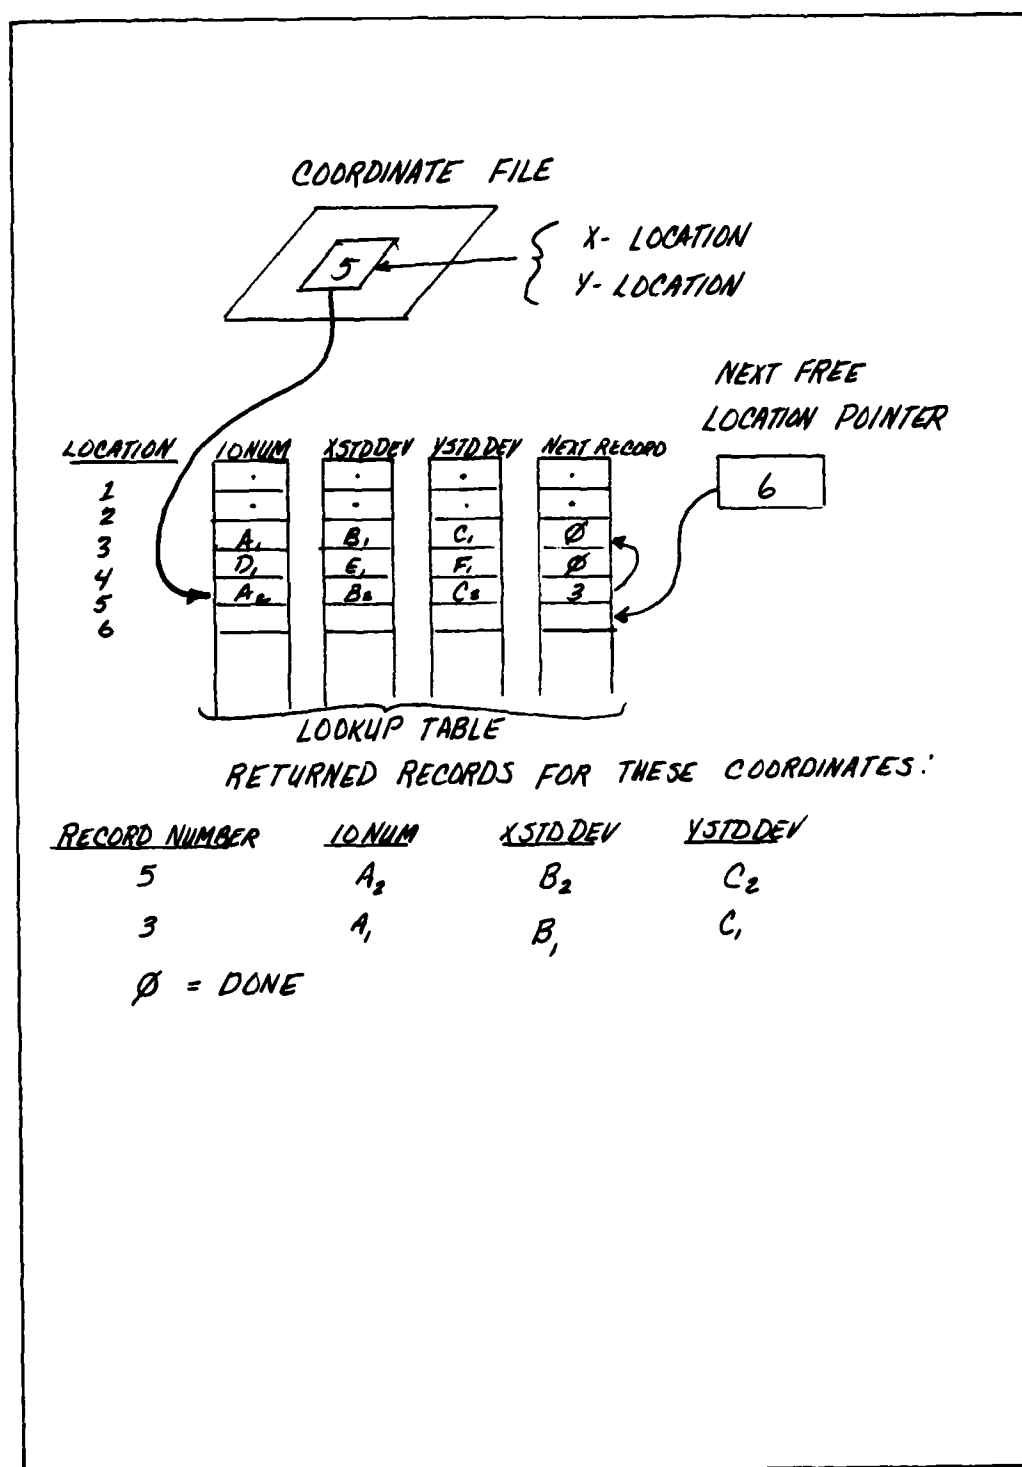 COORDINATE FILE
5
X- LOCATION
Y- LOCATION
NEXT FREE
LOCATION POINTER
6
LOCATION IONUM XSTDDEV YSTDDEV NEXT RECORD
1 . . . .
2 . . . .
3 A₁ B₁ C₁ Ø
4 D₁ E₁ F₁ Ø
5 A₂ B₂ C₂ 3
6
LOOKUP TABLE
RETURNED RECORDS FOR THESE COORDINATES:
RECORD NUMBER IONUM XSTDDEV YSTDDEV
5 A₂ B₂ C₂
3 A₁ B₁ C₁
Ø = DONE